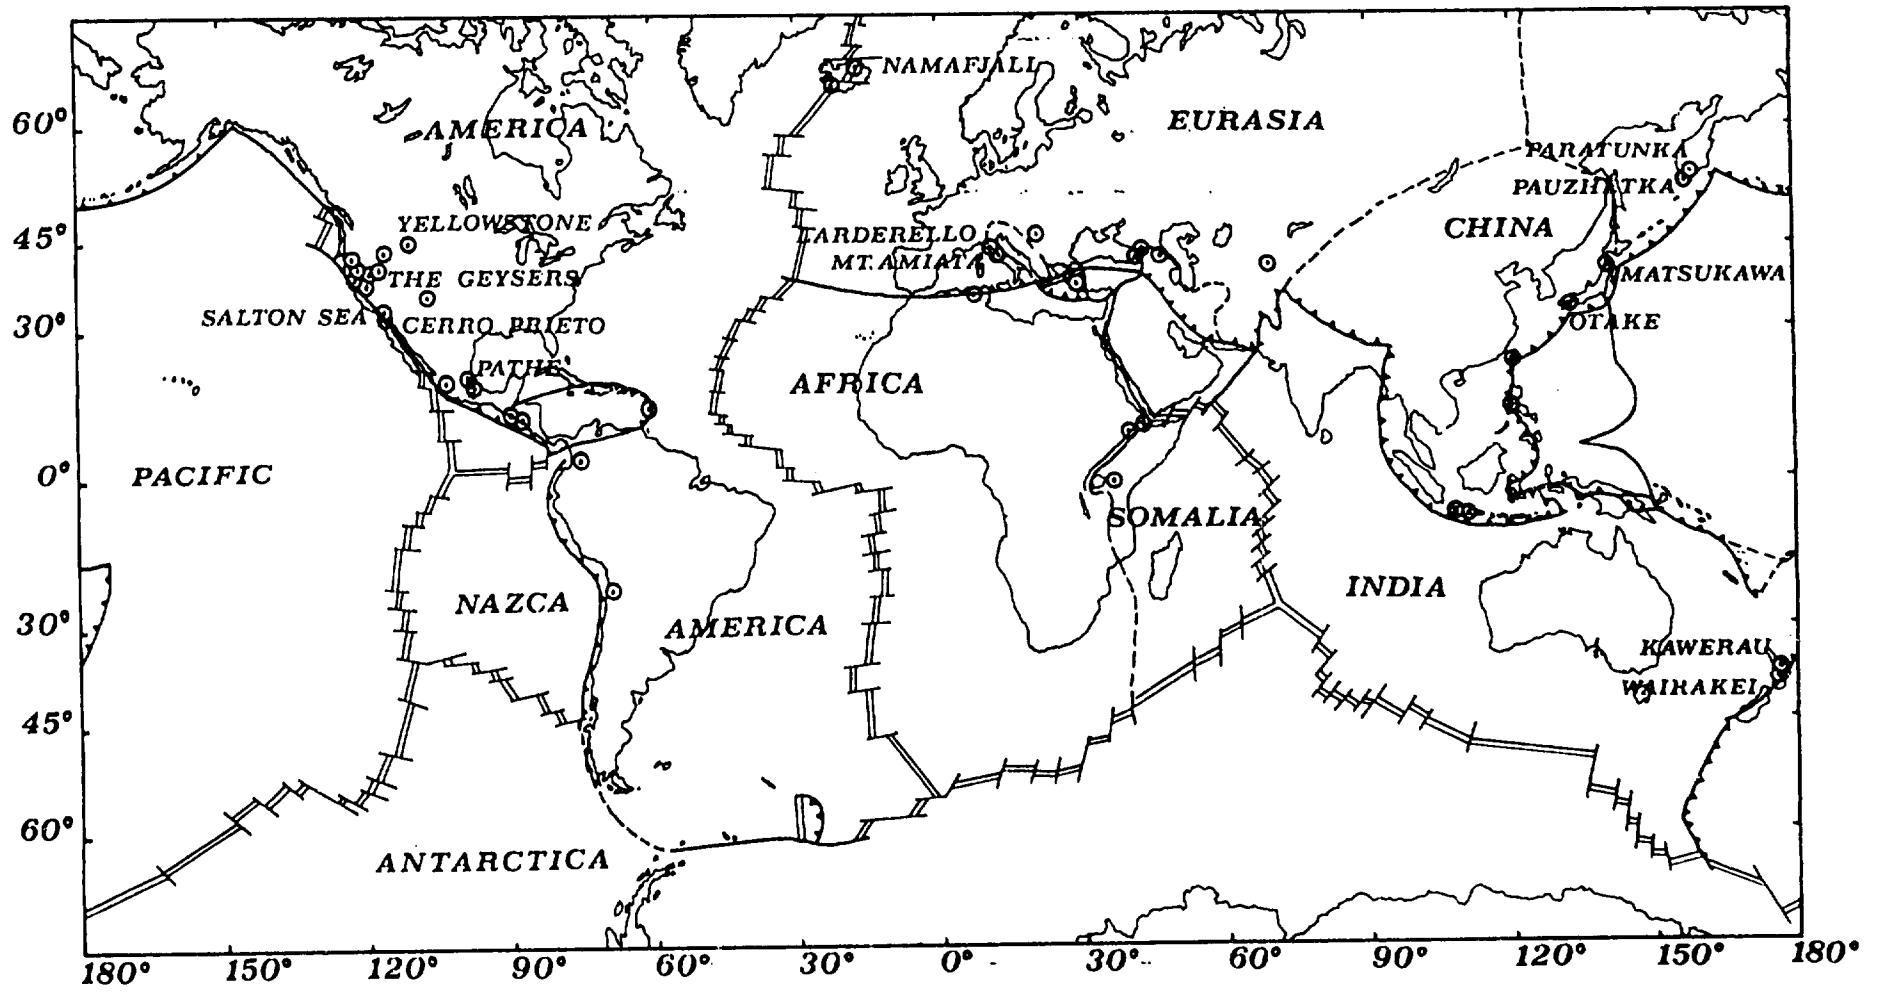 NAMAFJALL
60°
AMERICA
EURASIA
PARATUNKA
PAUZHETKA
YELLOWSTONE
45°
LARDERELLO
CHINA
MT.AMIATA
THE GEYSERS
MATSUKAWA
30°
SALTON SEA
CERRO PRIETO
OTAKE
PATHE
AFRICA
0°
PACIFIC
SOMALIA
INDIA
NAZCA
30°
AMERICA
KAWERAU
WAIRAKEI
45°
60°
ANTARCTICA
180° 150° 120° 90° 60° 30° 0° 30° 60° 90° 120° 150° 180°